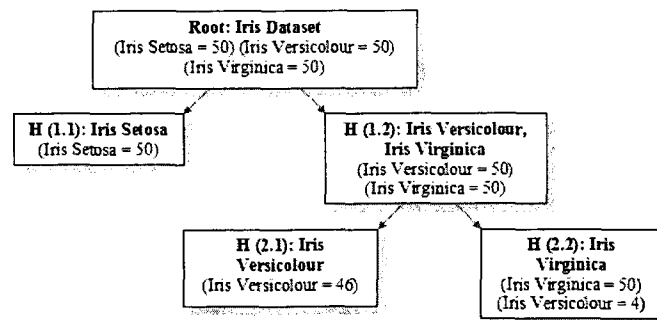 Root: Iris Dataset
(Iris Setosa = 50) (Iris Versicolour = 50)
(Iris Virginica = 50)
H (1.1): Iris Setosa
(Iris Setosa = 50)
H (1.2): Iris Versicolour,
Iris Virginica
(Iris Versicolour = 50)
(Iris Virginica = 50)
H (2.1): Iris
Versicolour
(Iris Versicolour = 46)
H (2.2): Iris
Virginica
(Iris Virginica = 50)
(Iris Versicolour = 4)